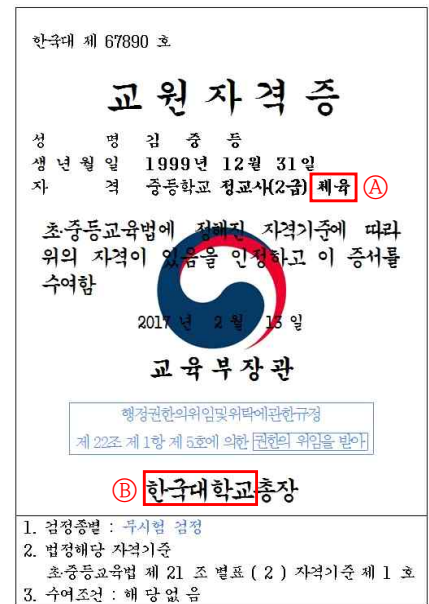 한국대 제 67890 호
교원자격증
성 명 김 중 등
생 년 월 일 1999년 12월 31일
자 격 중등학교 정교사(2급) 체육 Ⓐ
초·중등교육법에 정해진 자격기준에 따라
위의 자격이 있음을 인정하고 이 증서를
수여함
2017 년 2 월 13 일
교육부장관
행정권한의위임및위탁에관한규정
제 22조 제 1항 제 5호에 의한 권한의 위임을 받아
Ⓑ 한국대학교총장
1. 검정종별 : 무시험 검정
2. 법정해당 자격기준
초·중등교육법 제 21 조 별표 ( 2 ) 자격기준 제 1 호
3. 수여조건 : 해 당 없 음